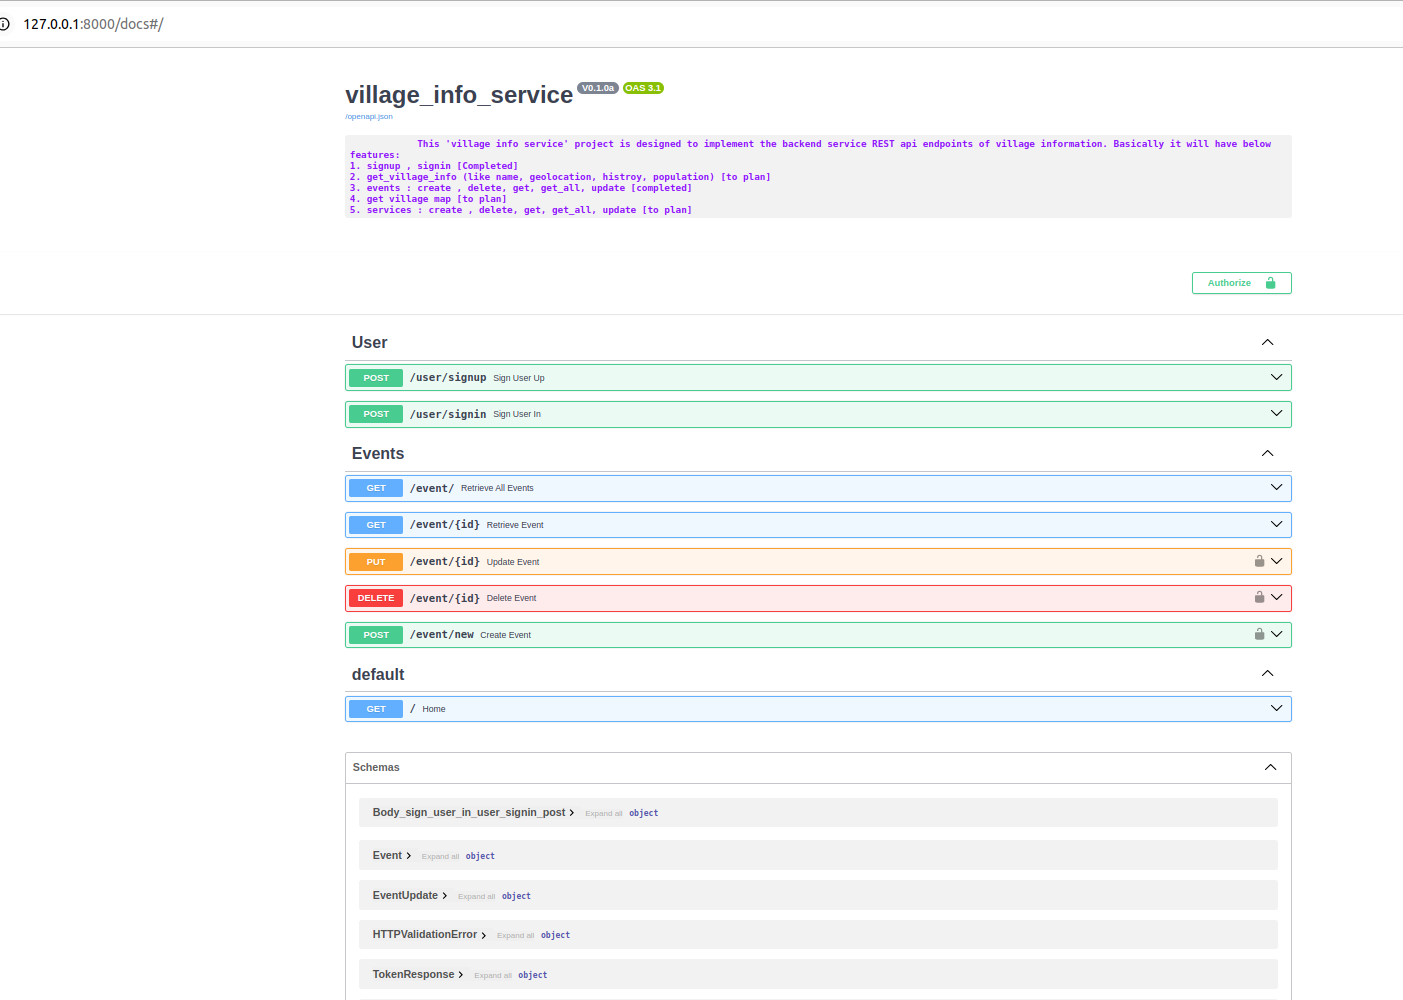 127.0.0.1:8000/docs#/
village_info_service V0.1.0a OAS 3.1
/openapi.json
This 'village info service' project is designed to implement the backend service REST api endpoints of village information. Basically it will have below
features:
1. signup , signin [Completed]
2. get_village_info (like name, geolocation, histroy, population) [to plan]
3. events : create , delete, get, get_all, update [completed]
4. get village map [to plan]
5. services : create , delete, get, get_all, update [to plan]
Authorize
User
POST /user/signup Sign User Up
POST /user/signin Sign User In
Events
GET /event/ Retrieve All Events
GET /event/{id} Retrieve Event
PUT /event/{id} Update Event
DELETE /event/{id} Delete Event
POST /event/new Create Event
default
GET / Home
Schemas
Body_sign_user_in_user_signin_post Expand all object
Event Expand all object
EventUpdate Expand all object
HTTPValidationError Expand all object
TokenResponse Expand all object